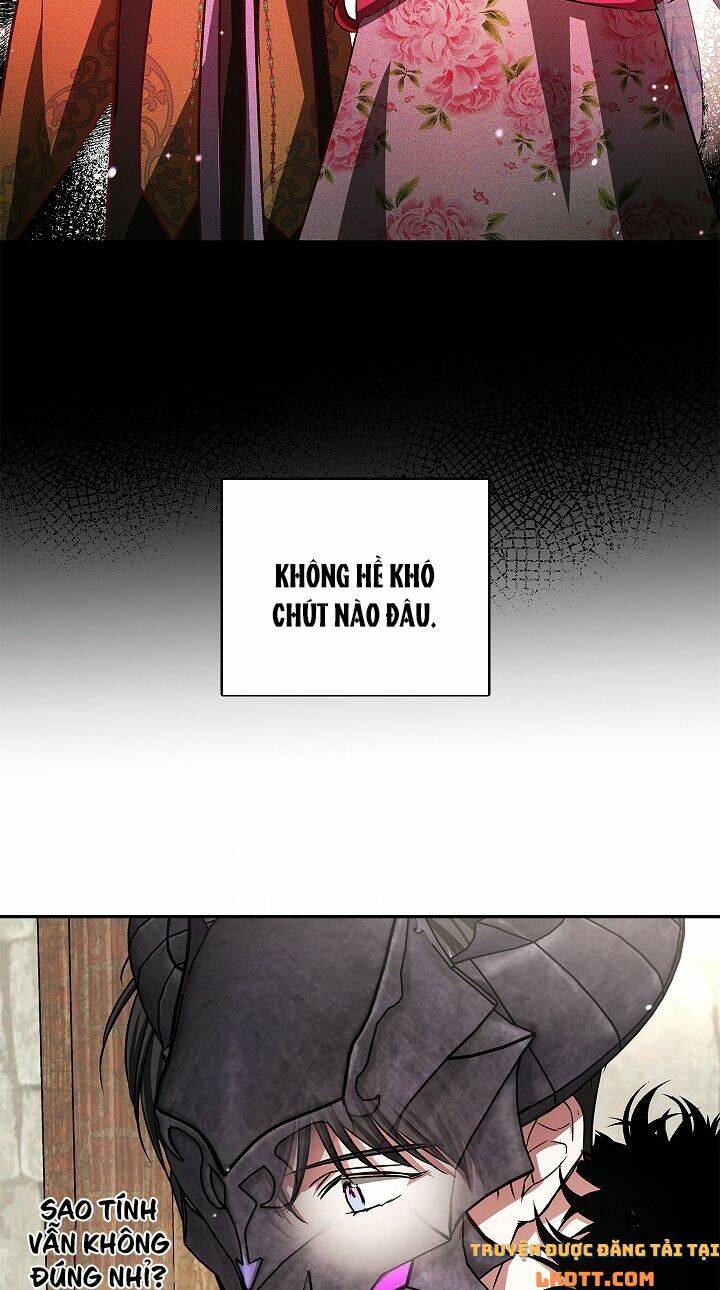 KHÔNG HỀ KHÓ
CHÚT NÀO ĐÂU.
SAO TÍNH
VẪN KHÔNG
ĐÚNG NHỈ?
TRUYỆN ĐƯỢC ĐĂNG TẢI TẠI
LHDTT.COM